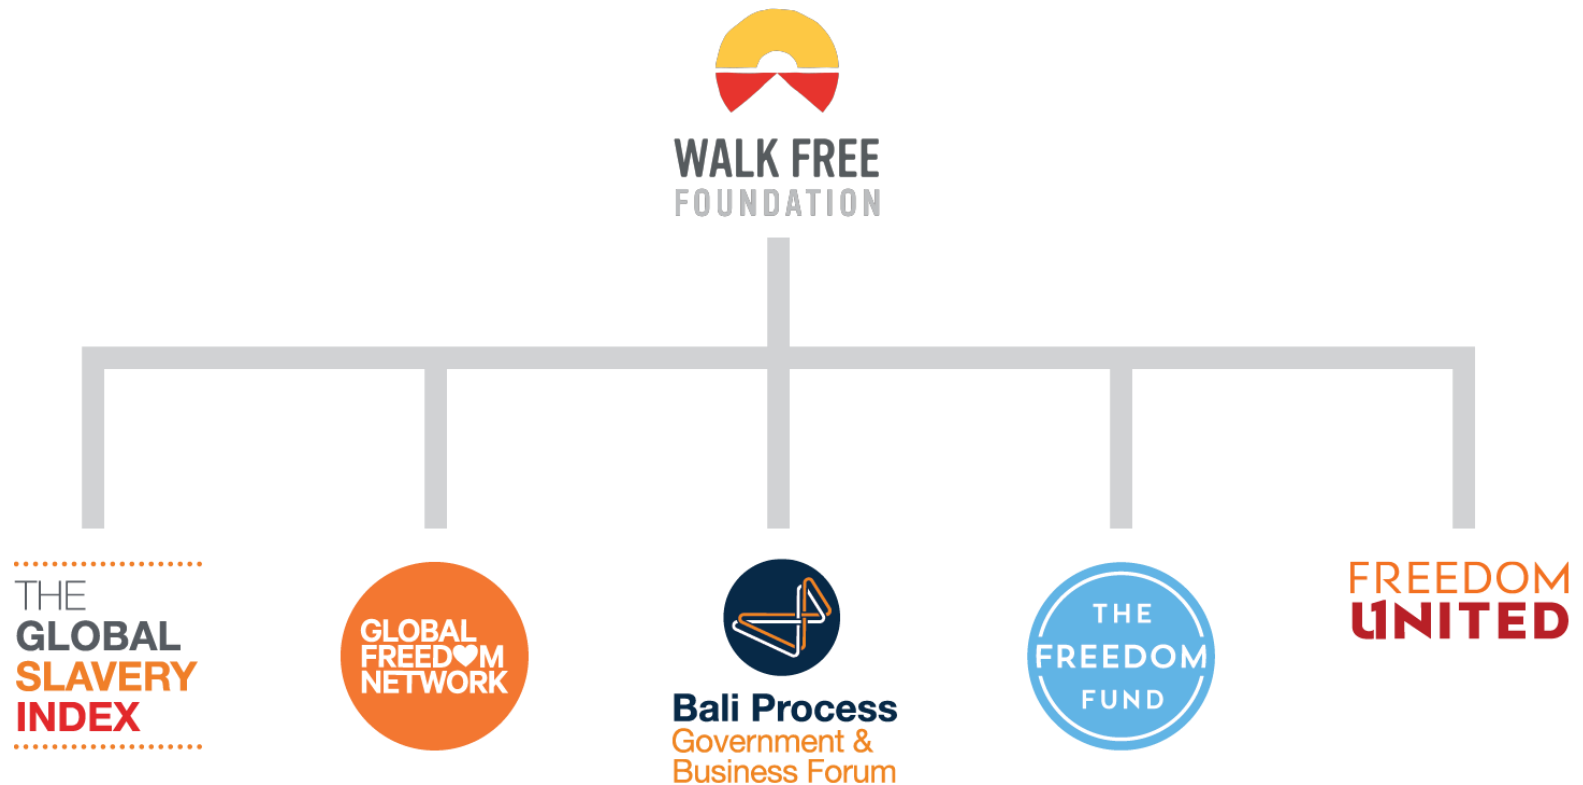 WALK FREE
FOUNDATION
THE
GLOBAL
SLAVERY
INDEX
GLOBAL
FREEDOM
NETWORK
Bali Process
Government &
Business Forum
THE
FREEDOM
FUND
FREEDOM
UNITED